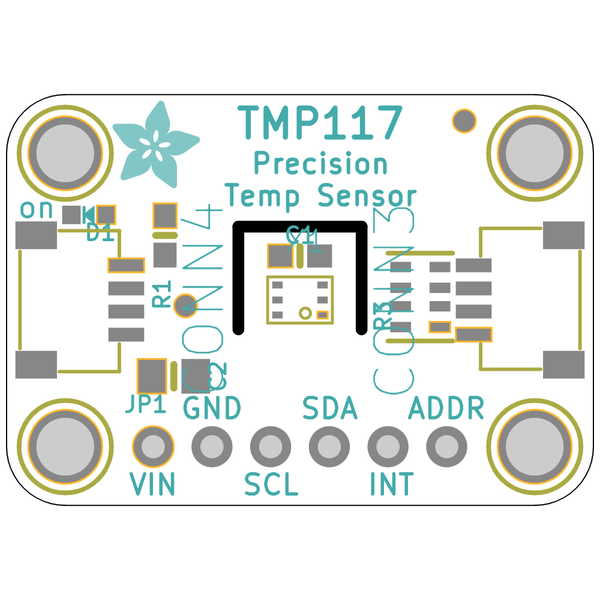 TMP117
Precision
Temp Sensor
on
D1
CONN4
C1
CONN3
R1
R3
C2
JP1
GND
SDA
ADDR
VIN
SCL
INT